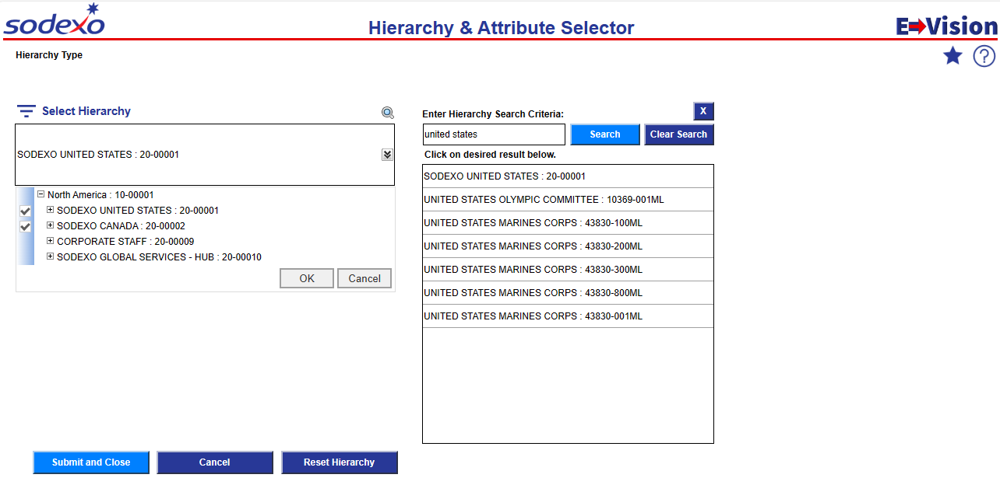 sodexo
Hierarchy & Attribute Selector
E Vision
Hierarchy Type
?
Select Hierarchy
SODEXO UNITED STATES : 20-00001
North America : 10-00001
SODEXO UNITED STATES : 20-00001
SODEXO CANADA : 20-00002
CORPORATE STAFF : 20-00009
SODEXO GLOBAL SERVICES - HUB : 20-00010
OK Cancel
Enter Hierarchy Search Criteria: X
united states Search Clear Search
Click on desired result below.
SODEXO UNITED STATES : 20-00001
UNITED STATES OLYMPIC COMMITTEE : 10369-001ML
UNITED STATES MARINES CORPS : 43830-100ML
UNITED STATES MARINES CORPS : 43830-200ML
UNITED STATES MARINES CORPS : 43830-300ML
UNITED STATES MARINES CORPS : 43830-800ML
UNITED STATES MARINES CORPS : 43830-001ML
Submit and Close Cancel Reset Hierarchy